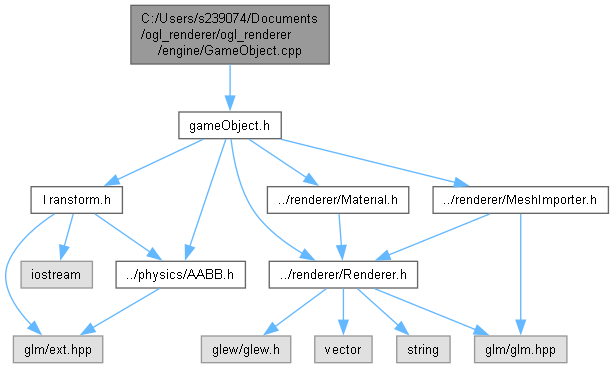 C:/Users/s239074/Documents
/ogl_renderer/ogl_renderer
/engine/GameObject.cpp
gameObject.h
Transform.h
../renderer/Material.h
../renderer/MeshImporter.h
iostream
../physics/AABB.h
../renderer/Renderer.h
glm/ext.hpp
glew/glew.h
vector
string
glm/glm.hpp